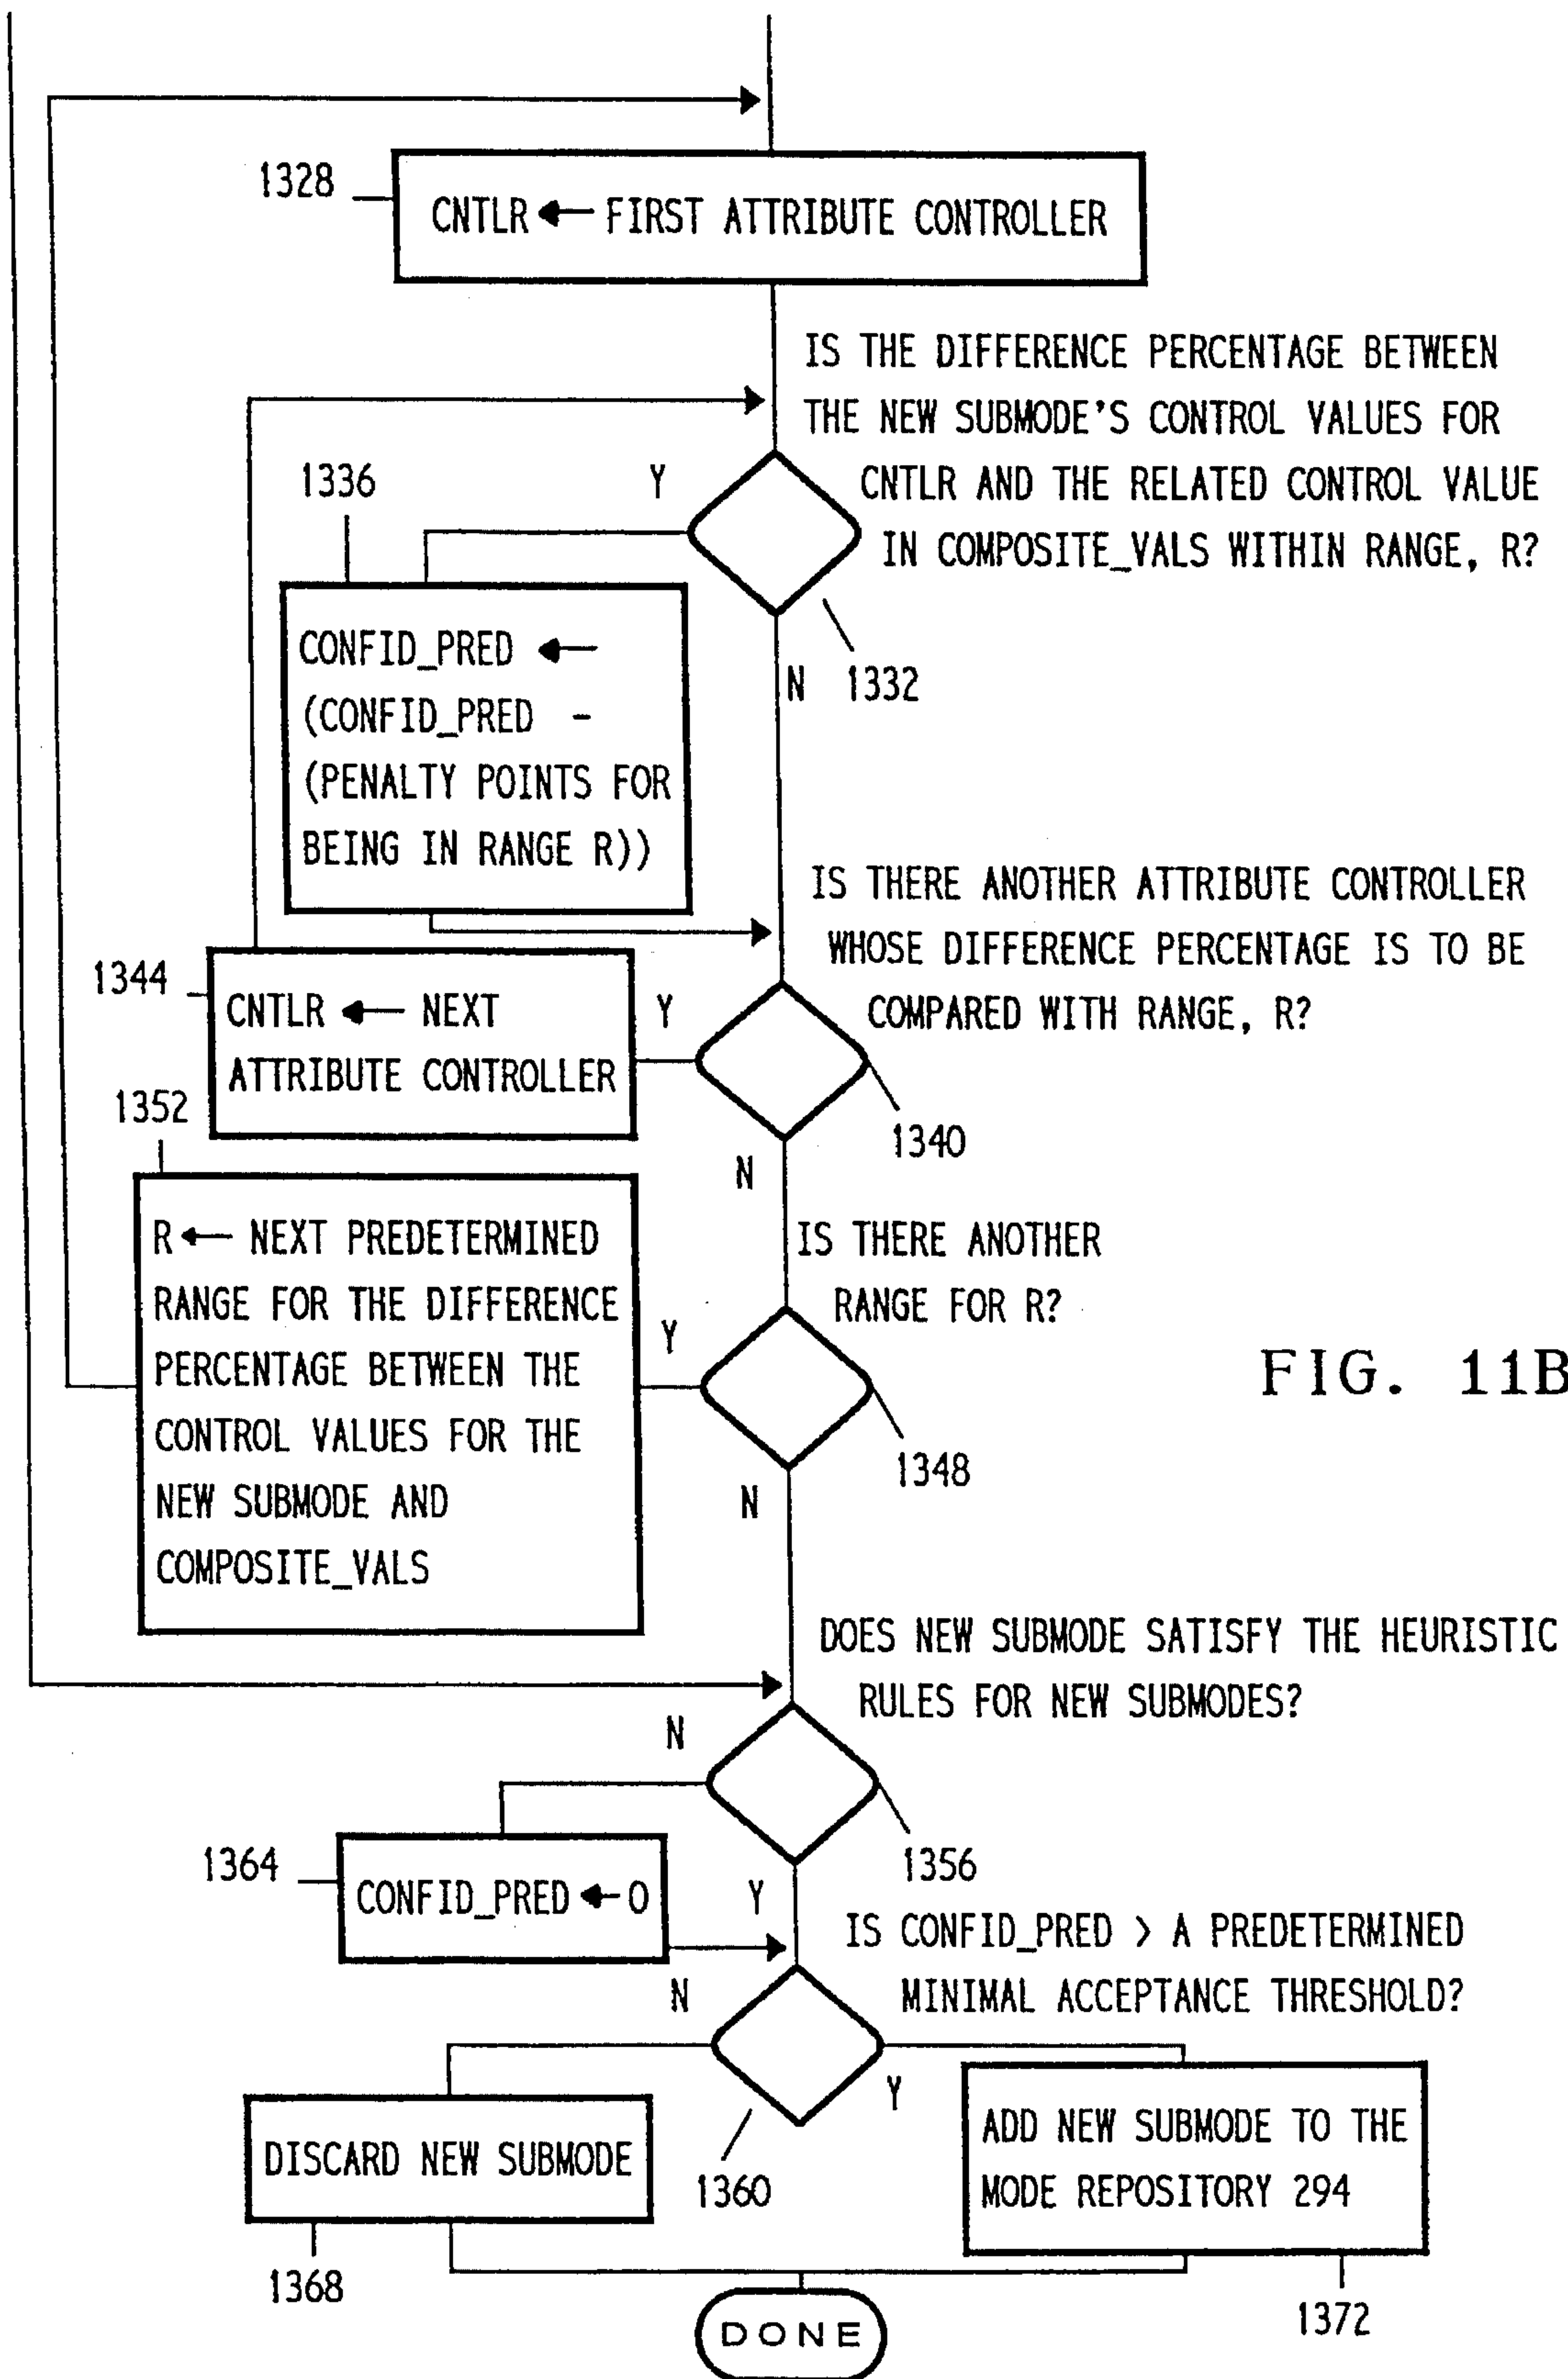 1328
CNTLR ← FIRST ATTRIBUTE CONTROLLER
IS THE DIFFERENCE PERCENTAGE BETWEEN
THE NEW SUBMODE'S CONTROL VALUES FOR
CNTLR AND THE RELATED CONTROL VALUE
IN COMPOSITE_VALS WITHIN RANGE, R?
Y
1336
1332
N
CONFID_PRED ←
(CONFID_PRED -
(PENALTY POINTS FOR
BEING IN RANGE R))
IS THERE ANOTHER ATTRIBUTE CONTROLLER
WHOSE DIFFERENCE PERCENTAGE IS TO BE
COMPARED WITH RANGE, R?
1344
CNTLR ← NEXT
ATTRIBUTE CONTROLLER
Y
1340
N
1352
R ← NEXT PREDETERMINED
RANGE FOR THE DIFFERENCE
PERCENTAGE BETWEEN THE
CONTROL VALUES FOR THE
NEW SUBMODE AND
COMPOSITE_VALS
IS THERE ANOTHER
RANGE FOR R?
Y
FIG. 11B
1348
N
DOES NEW SUBMODE SATISFY THE HEURISTIC
RULES FOR NEW SUBMODES?
N
1356
1364
CONFID_PRED ← 0
Y
IS CONFID_PRED > A PREDETERMINED
MINIMAL ACCEPTANCE THRESHOLD?
N
Y
DISCARD NEW SUBMODE
1360
ADD NEW SUBMODE TO THE
MODE REPOSITORY 294
1368
1372
DONE